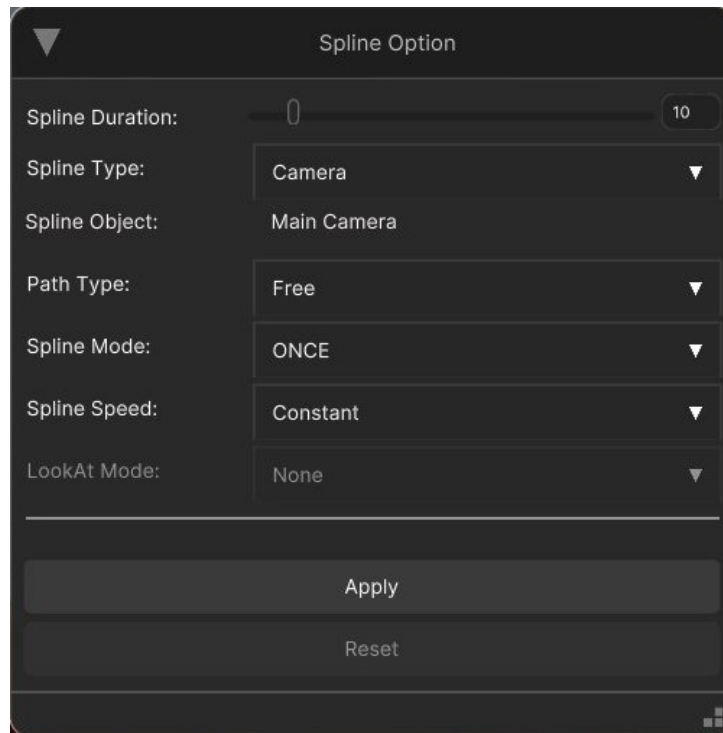 Spline Option
Spline Duration: 10
Spline Type: Camera
Spline Object: Main Camera
Path Type: Free
Spline Mode: ONCE
Spline Speed: Constant
LookAt Mode: None
Apply
Reset